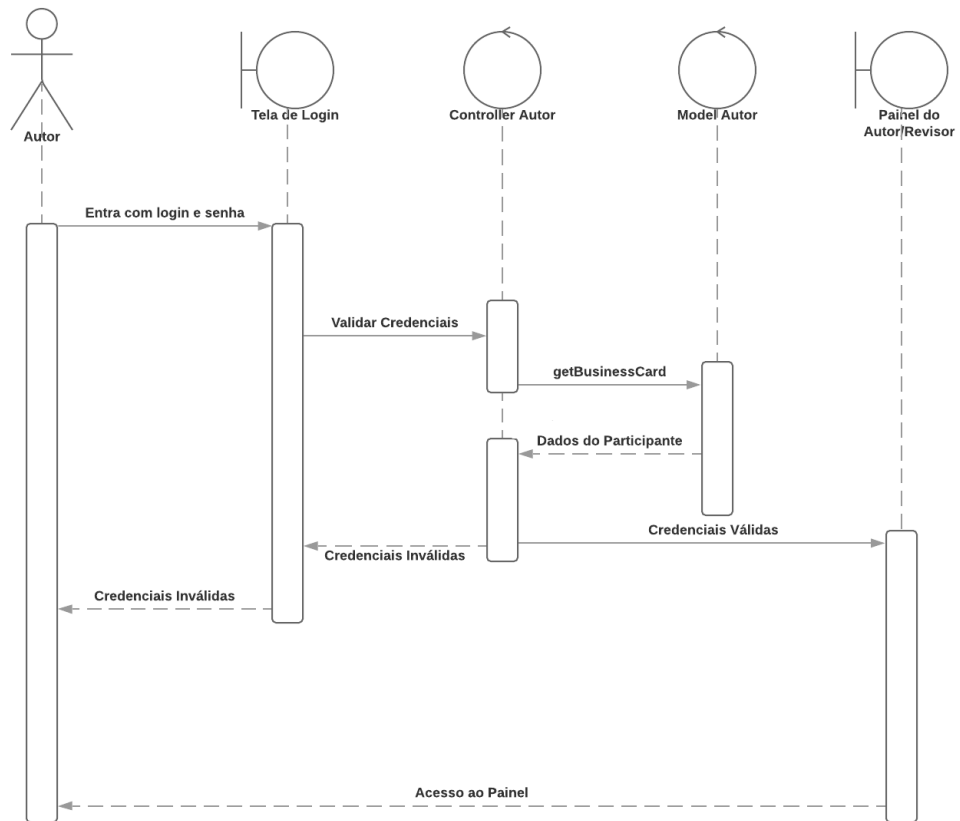 Autor
Tela de Login
Controller Autor
Model Autor
Painel do
Autor/Revisor
Entra com login e senha
Validar Credenciais
getBusinessCard
Dados do Participante
Credenciais Válidas
Credenciais Inválidas
Credenciais Inválidas
Acesso ao Painel